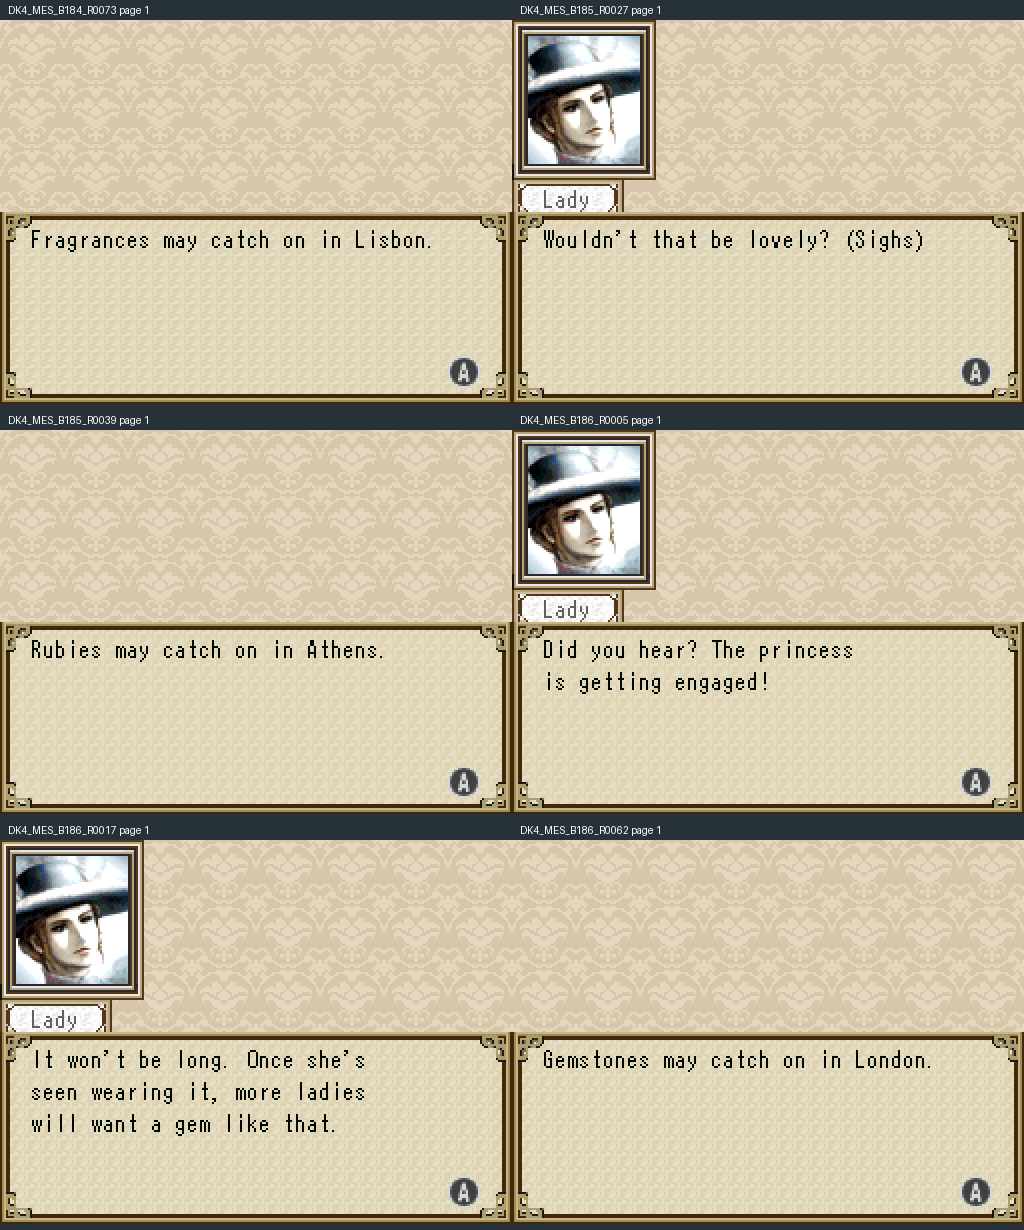 DK4_MES_B184_R0073 page 1
Fragrances may catch on in Lisbon.
A
DK4_MES_B185_R0027 page 1
Lady
Wouldn't that be lovely? (Sighs)
A
DK4_MES_B185_R0039 page 1
Rubies may catch on in Athens.
A
DK4_MES_B186_R0005 page 1
Lady
Did you hear? The princess
is getting engaged!
A
DK4_MES_B186_R0017 page 1
Lady
It won't be long. Once she's
seen wearing it, more ladies
will want a gem like that.
A
DK4_MES_B186_R0062 page 1
Gemstones may catch on in London.
A